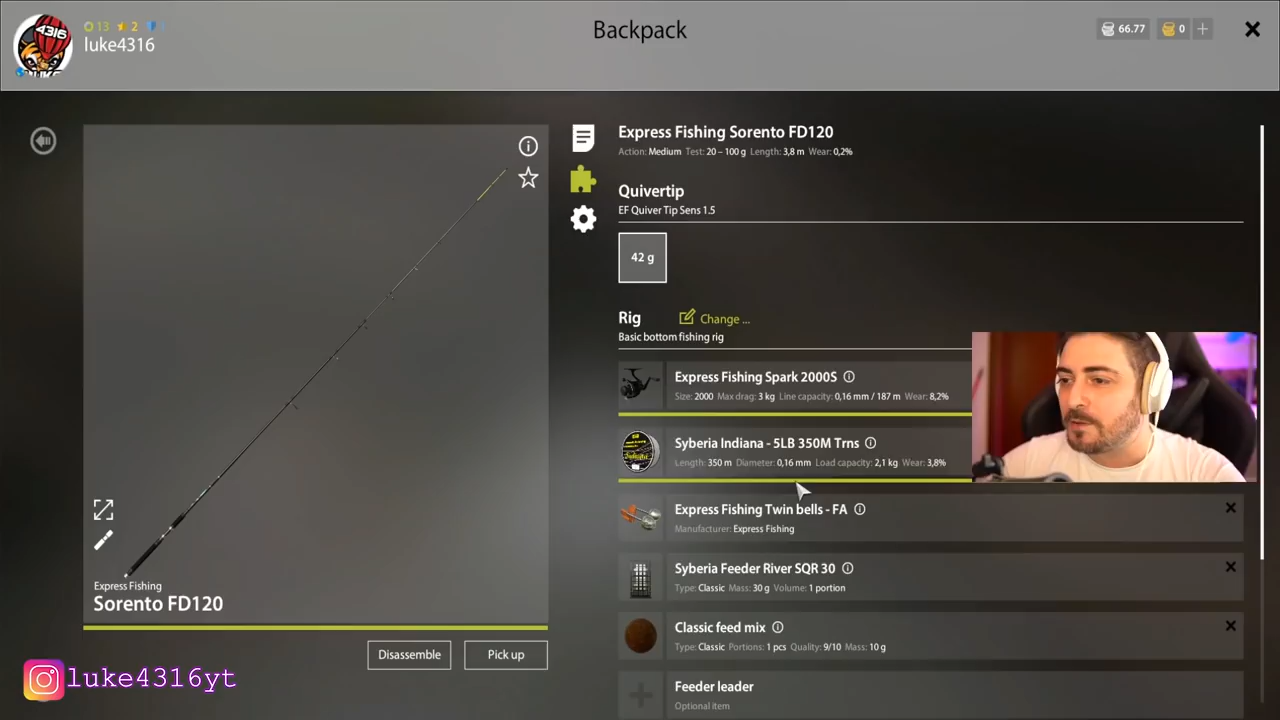 13 2
luke4316
Backpack
66.77
0
4316
Express Fishing Sorento FD120
Action: Medium Test: 20 – 100 g Length: 3,8 m Wear: 0,2%
Quivertip
EF Quiver Tip Sens 1.5
42 g
Rig
Change ...
Basic bottom fishing rig
Express Fishing Spark 2000S
Size: 2000 Max drag: 3 kg Line capacity: 0,16 mm / 187 m Wear: 8,2%
Syberia Indiana - 5LB 350M Trns
Length: 350 m Diameter: 0,16 mm Load capacity: 2,1 kg Wear: 3,8%
Express Fishing Twin bells - FA
Manufacturer: Express Fishing
Syberia Feeder River SQR 30
Type: Classic Mass: 30 g Volume: 1 portion
Classic feed mix
Type: Classic Portions: 1 pcs Quality: 9/10 Mass: 10 g
Feeder leader
Optional item
Express Fishing
Sorento FD120
Disassemble
Pick up
luke4316yt